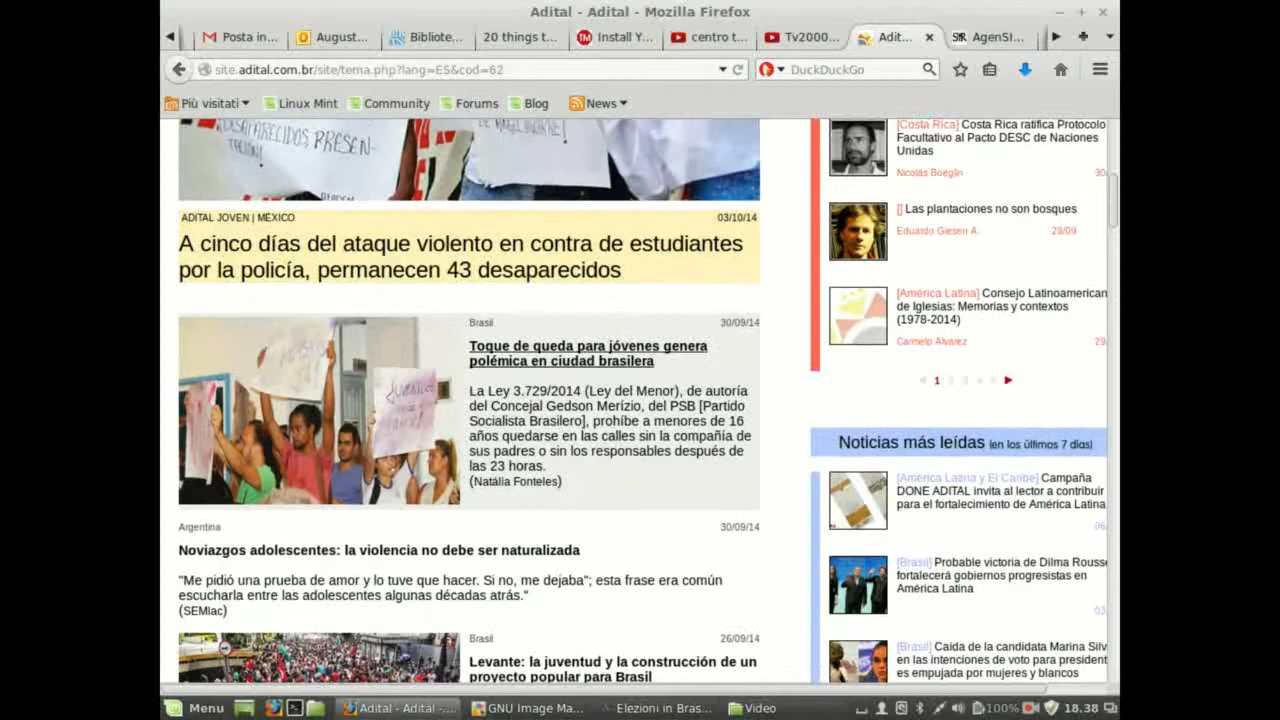 Adital - Adital - Mozilla Firefox
Posta in...
August...
Bibliote...
20 things t...
Install Y...
centro t...
Tv2000...
Adit...
AgenSI...
site.adital.com.br/site/tema.php?lang=ES&cod=62
DuckDuckGo
Più visitati
Linux Mint
Community
Forums
Blog
News
DESAPARECIDOS PRESEN-
TACION!
ADITAL JOVEN | MÉXICO
03/10/14
A cinco días del ataque violento en contra de estudiantes
por la policía, permanecen 43 desaparecidos
Brasil
30/09/14
Toque de queda para jóvenes genera
polémica en ciudad brasilera
La Ley 3.729/2014 (Ley del Menor), de autoría
del Concejal Gedson Merízio, del PSB [Partido
Socialista Brasilero], prohíbe a menores de 16
años quedarse en las calles sin la compañía de
sus padres o sin los responsables después de
las 23 horas.
(Natália Fonteles)
Argentina
30/09/14
Noviazgos adolescentes: la violencia no debe ser naturalizada
"Me pidió una prueba de amor y lo tuve que hacer. Si no, me dejaba"; esta frase era común
escucharla entre las adolescentes algunas décadas atrás."
(SEMlac)
Brasil
26/09/14
Levante: la juventud y la construcción de un
proyecto popular para Brasil
[Costa Rica] Costa Rica ratifica Protocolo
Facultativo al Pacto DESC de Naciones
Unidas
Nicolás Boeglin
30/
[] Las plantaciones no son bosques
Eduardo Giesen A.
29/09
[América Latina] Consejo Latinoamerican
de Iglesias: Memorias y contextos
(1978-2014)
Carmelo Alvarez
29/
1 2 3 4 5
Noticias más leídas (en los últimos 7 días)
[América Latina y El Caribe] Campaña
DONE ADITAL invita al lector a contribuir
para el fortalecimiento de América Latina
06/
[Brasil] Probable victoria de Dilma Rousse
fortalecerá gobiernos progresistas en
América Latina
03/
[Brasil] Caída de la candidata Marina Silv
en las intenciones de voto para president
es empujada por mujeres y blancos
Menu
Adital - Adital -...
GNU Image Ma...
Elezioni in Bras...
Video
100%
18.38